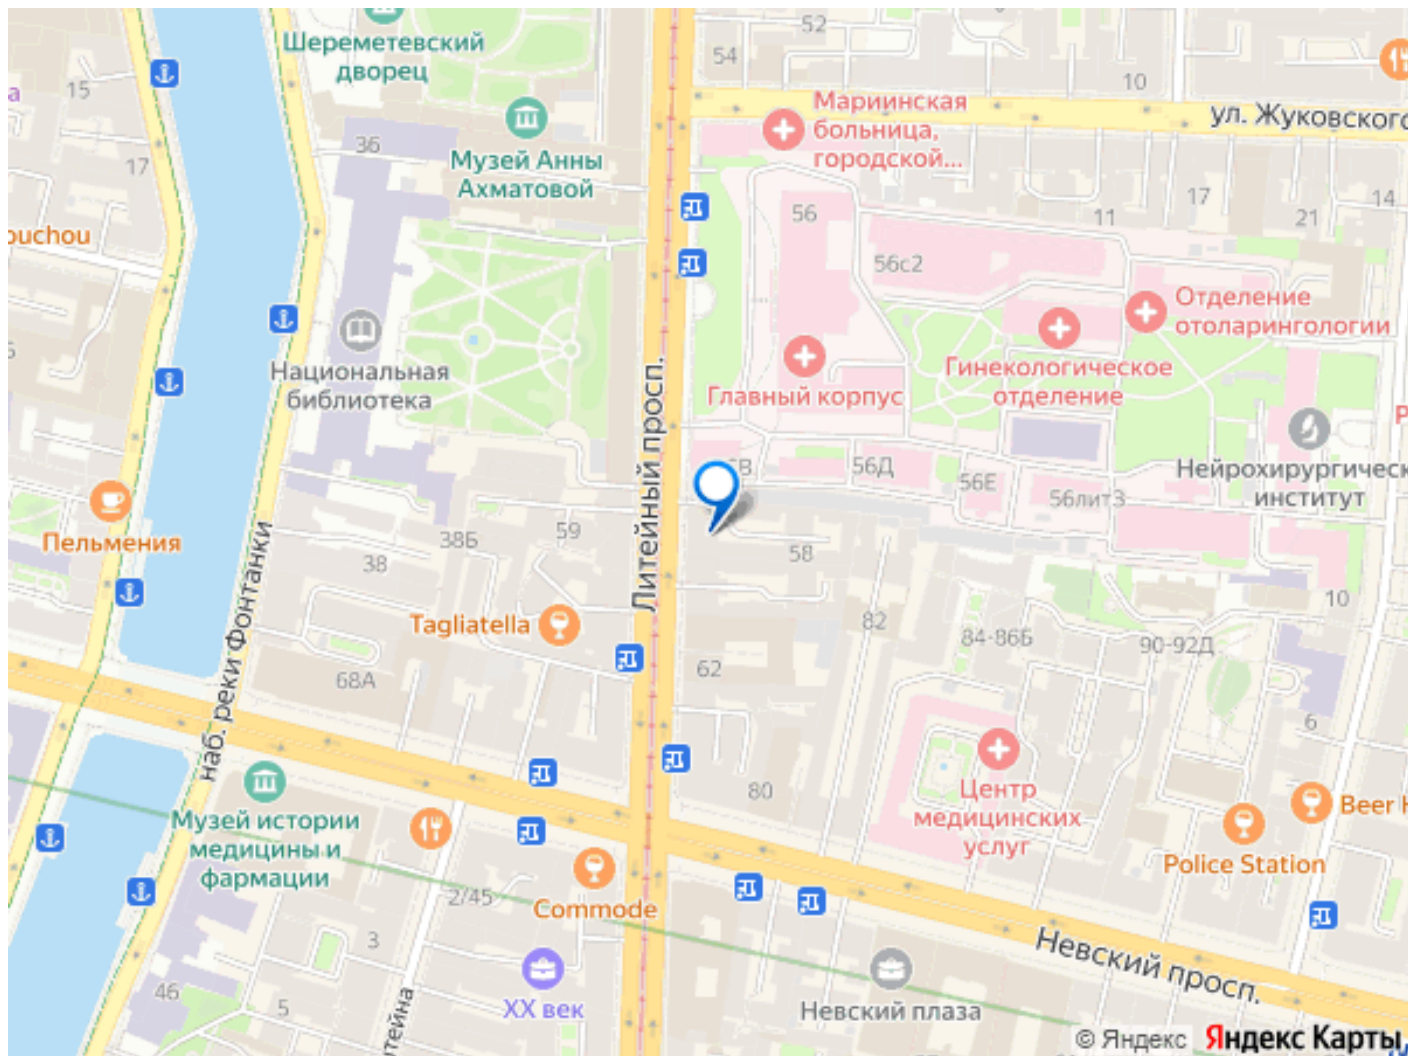 Шереметевский
дворец
52
54
10
15
а
17
36
Музей Анны
Ахматовой
Мариинская
больница,
городской...
ул. Жуковского
ouchou
56
11
17
21
14
56с2
Отделение
отоларингологии
Национальная
библиотека
Главный корпус
Гинекологическое
отделение
Литейный просп.
56Д
56Е
56лит3
Нейрохирургическ
институт
Пельмения
38
38Б
59
58
10
наб. реки Фонтанки
Tagliatella
82
84-86Б
90-92Д
68А
62
6
80
Центр
медицинских
услуг
Beer
Police Station
Музей истории
медицины и
фармации
2/45
Commode
3
46
5
тейна
XX век
Невский просп.
Невский плаза
© Яндекс Яндекс Карты